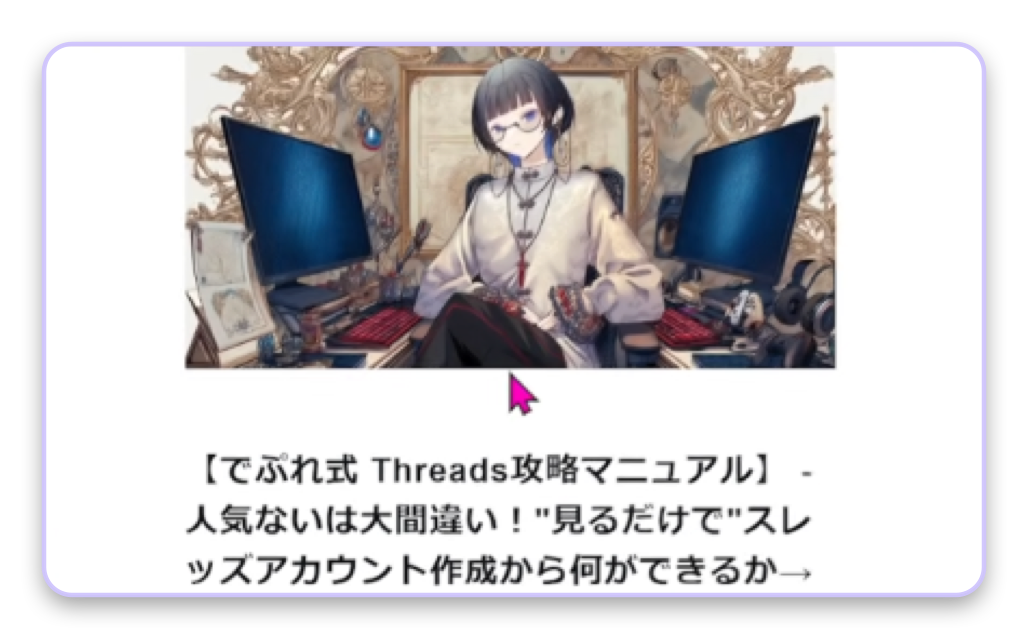 【でぷれ式 Threads攻略マニュアル】 -
人気ないは大間違い！"見るだけで"スレ
ッズアカウント作成から何ができるか→